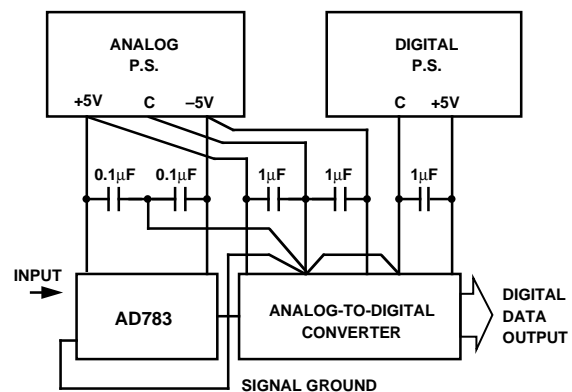 ANALOG
P.S.
+5V C –5V
DIGITAL
P.S.
C +5V
0.1µF 0.1µF 1µF 1µF 1µF
INPUT
AD783
ANALOG-TO-DIGITAL
CONVERTER
DIGITAL
DATA
OUTPUT
SIGNAL GROUND